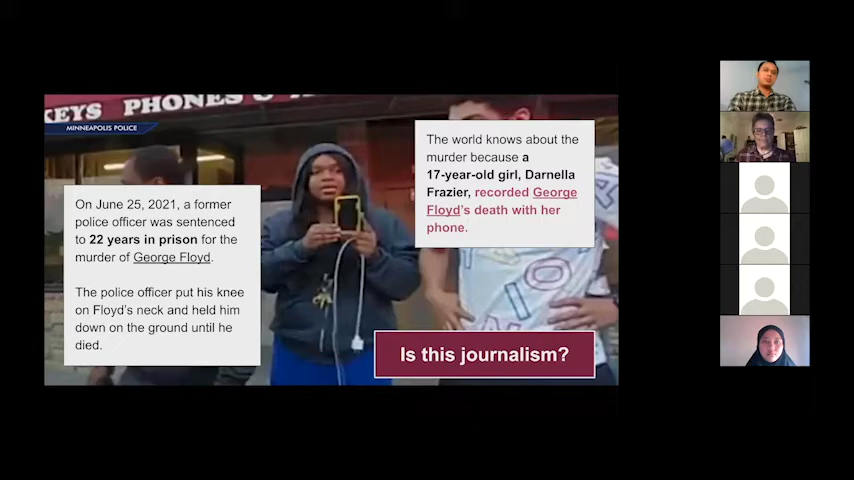 KEYS PHONES
MINNEAPOLIS POLICE
On June 25, 2021, a former
police officer was sentenced
to 22 years in prison for the
murder of George Floyd.
The police officer put his knee
on Floyd's neck and held him
down on the ground until he
died.
The world knows about the
murder because a
17-year-old girl, Darnella
Frazier, recorded George
Floyd's death with her
phone.
Is this journalism?